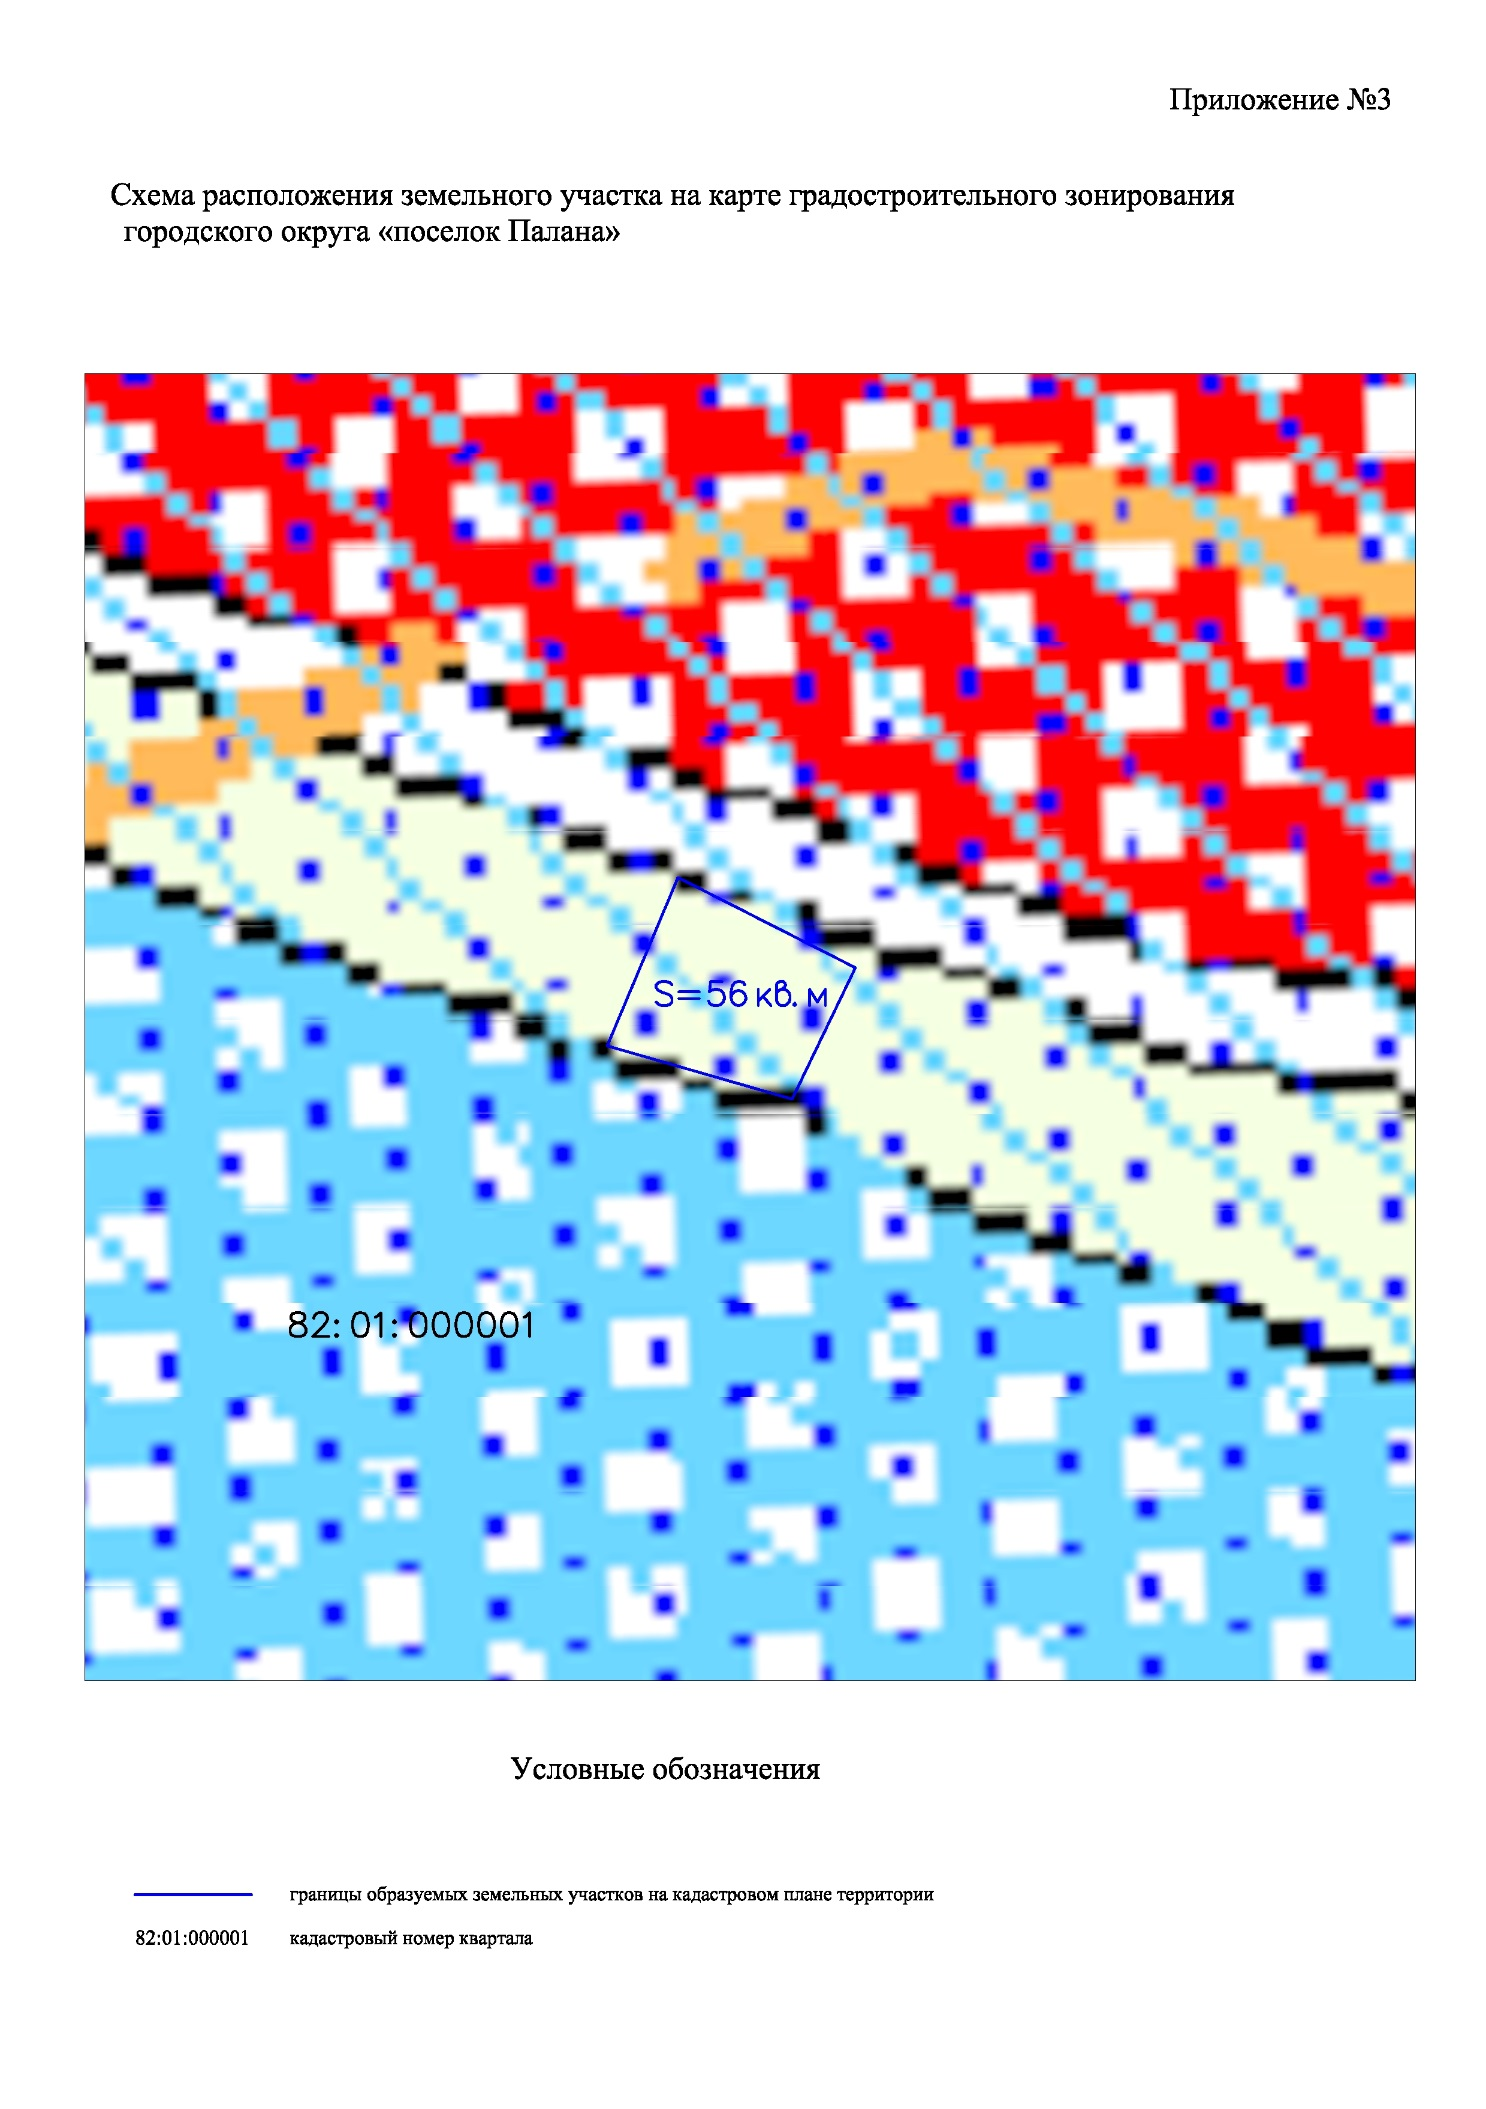 Приложение №3
Схема расположения земельного участка на карте градостроительного зонирования
городского округа «поселок Палана»
S=56 кв. м
82: 01: 000001
Условные обозначения
границы образуемых земельных участков на кадастровом плане территории
82:01:000001 кадастровый номер квартала